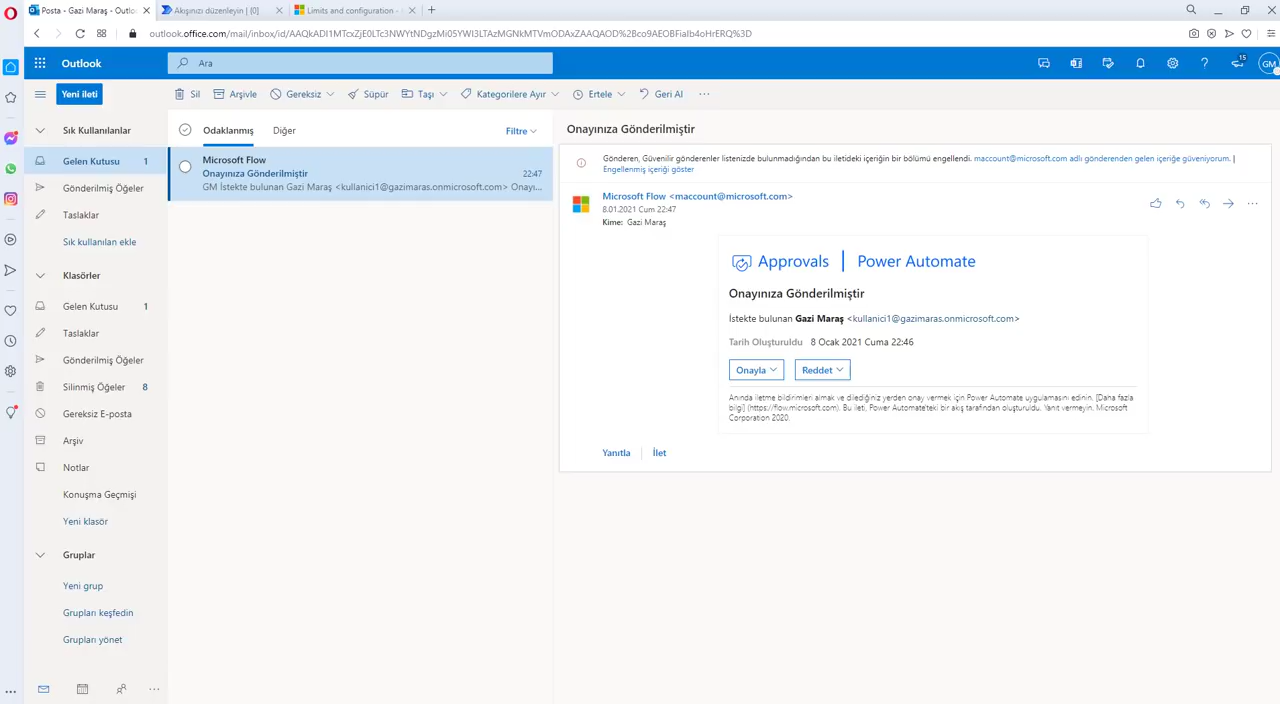 Posta - Gazi Maraş - Outlo
Akışınızı düzenleyin | [0]
Limits and configuration -
outlook.office.com/mail/inbox/id/AAQkADI1MTcxZjE0LTc3NWYtNDgzMi05YWI3LTAzMGNkMTVmODAxZAAQAOD%2Bco9AEOBFiaIb4oHrERQ%3D
Outlook
Ara
15
GM
Yeni ileti
Sil
Arşivle
Gereksiz
Süpür
Taşı
Kategorilere Ayır
Ertele
Geri Al
Sık Kullanılanlar
Gelen Kutusu 1
Gönderilmiş Öğeler
Taslaklar
Sık kullanılan ekle
Klasörler
Gelen Kutusu 1
Taslaklar
Gönderilmiş Öğeler
Silinmiş Öğeler 8
Gereksiz E-posta
Arşiv
Notlar
Konuşma Geçmişi
Yeni klasör
Gruplar
Yeni grup
Grupları keşfedin
Grupları yönet
Odaklanmış
Diğer
Filtre
Microsoft Flow
Onayınıza Gönderilmiştir 22:47
GM İstekte bulunan Gazi Maraş <kullanici1@gazimaras.onmicrosoft.com> Onayı...
Onayınıza Gönderilmiştir
Gönderen, Güvenilir gönderenler listenizde bulunmadığından bu iletideki içeriğin bir bölümü engellendi. maccount@microsoft.com adlı gönderenden gelen içeriğe güveniyorum. |
Engellenmiş içeriği göster
Microsoft Flow <maccount@microsoft.com>
8.01.2021 Cum 22:47
Kime: Gazi Maraş
Approvals | Power Automate
Onayınıza Gönderilmiştir
İstekte bulunan Gazi Maraş <kullanici1@gazimaras.onmicrosoft.com>
Tarih Oluşturuldu 8 Ocak 2021 Cuma 22:46
Onayla
Reddet
Anında iletme bildirimleri almak ve dilediğiniz yerden onay vermek için Power Automate uygulamasını edinin. [Daha fazla
bilgi] (https://flow.microsoft.com). Bu ileti, Power Automate'teki bir akış tarafından oluşturuldu. Yanıt vermeyin. Microsoft
Corporation 2020.
Yanıtla
İlet